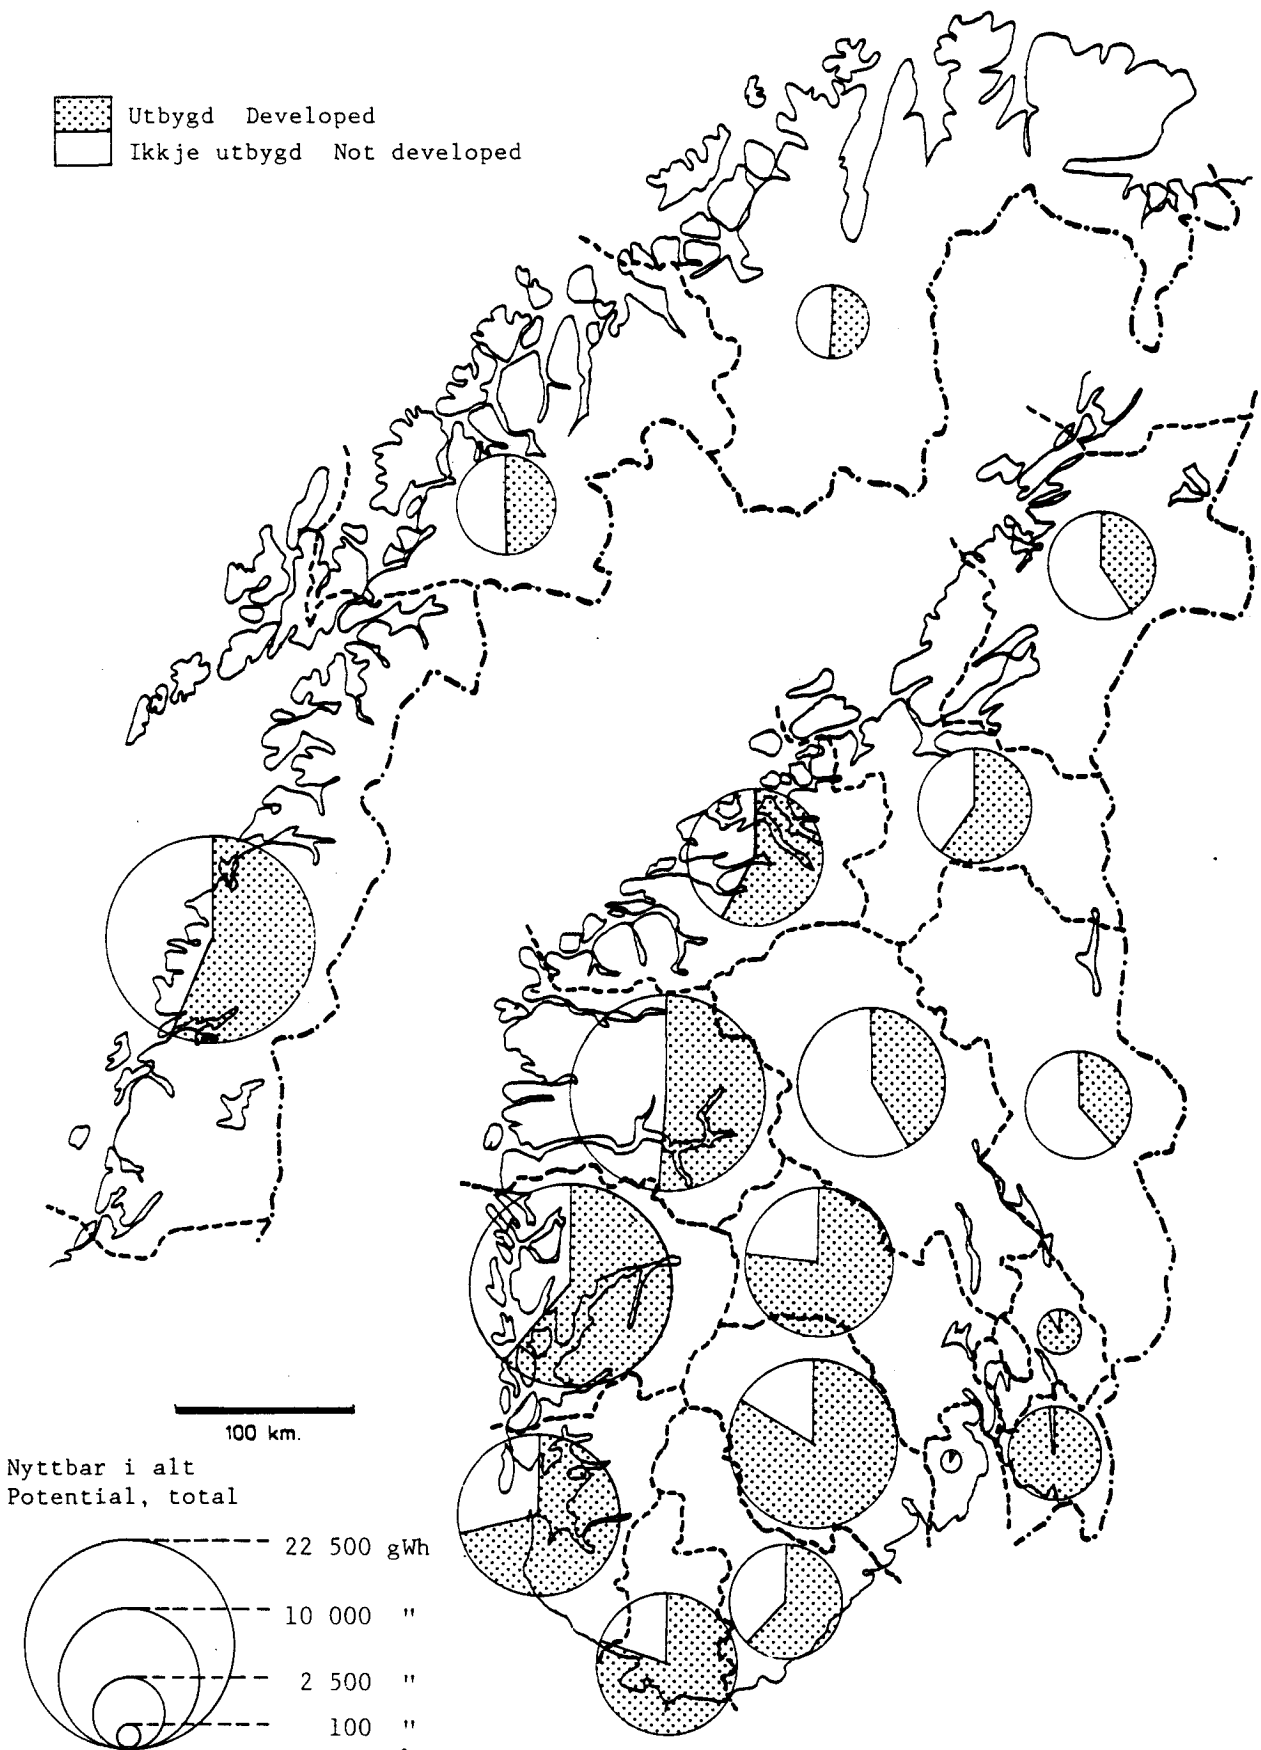 Utbygd Developed
Ikkje utbygd Not developed
100 km.
Nyttbar i alt
Potential, total
22 500 gWh
10 000 "
2 500 "
100 "